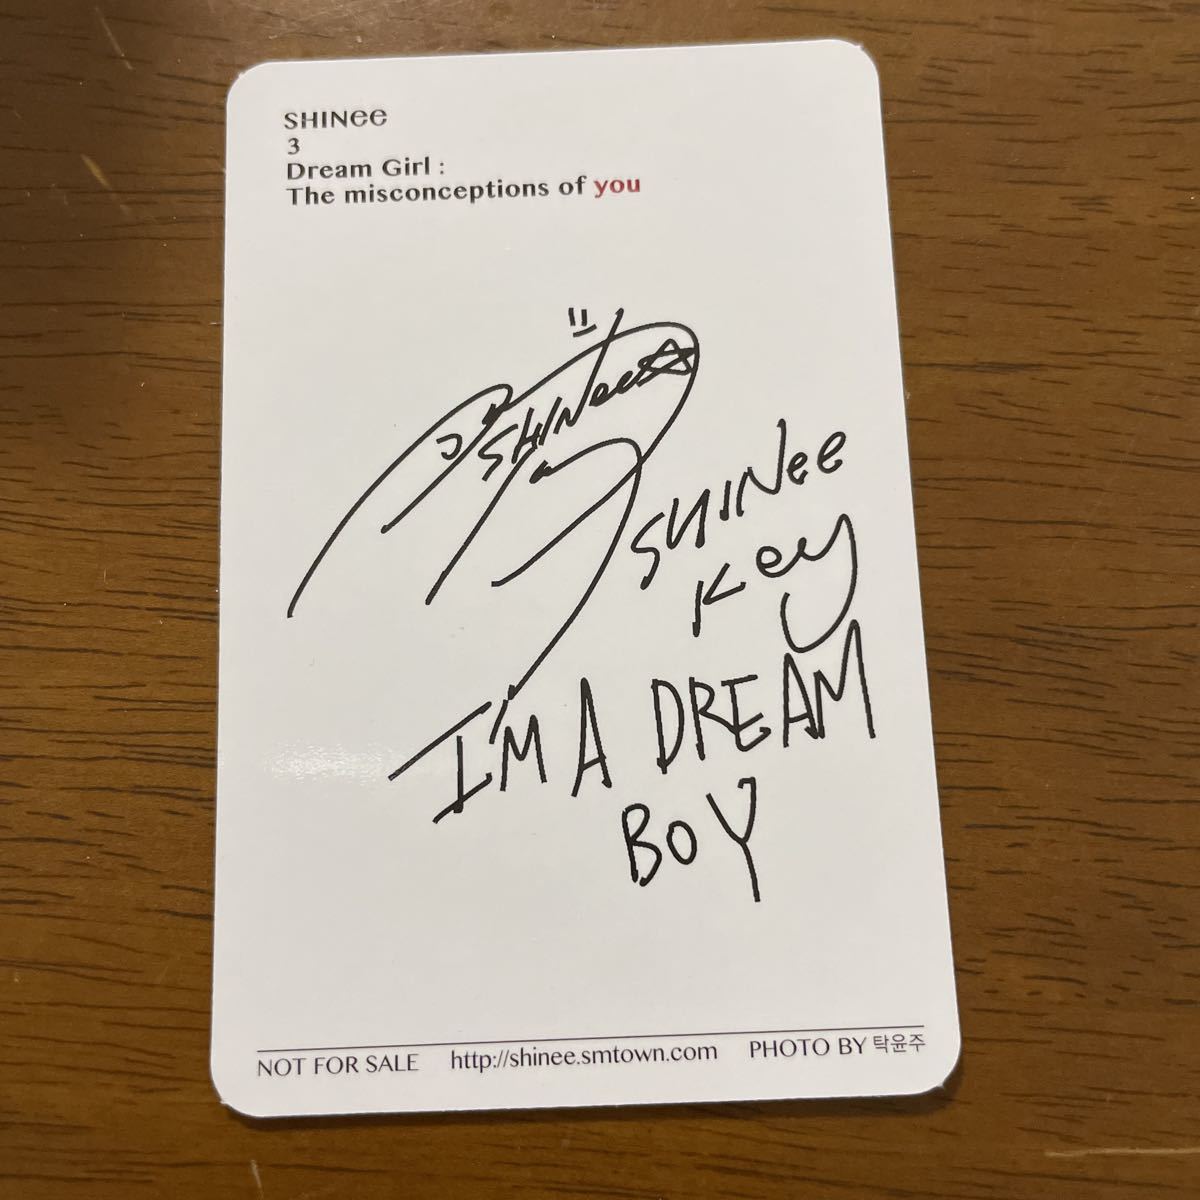 SHINee
3
Dream Girl :
The misconceptions of you
SHINee
SHINee
Key
I'M A DREAM
BOY
NOT FOR SALE http://shinee.smtown.com PHOTO BY 탁윤주